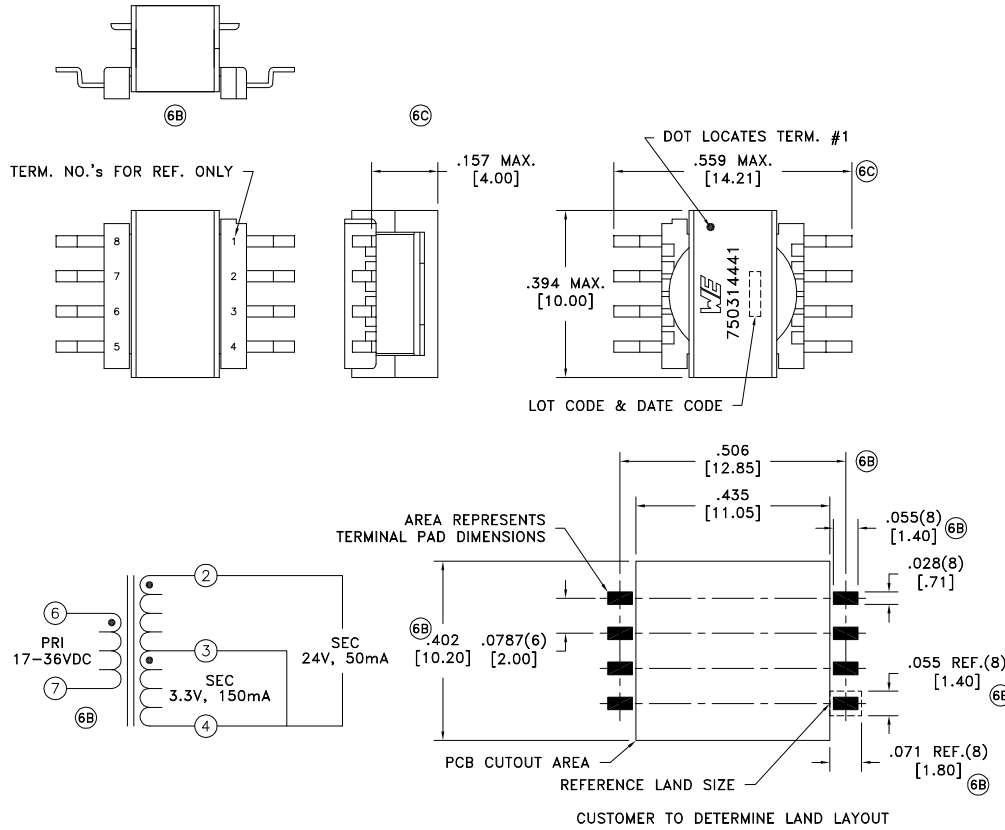 6B
6C
DOT LOCATES TERM. #1
TERM. NO.'s FOR REF. ONLY
.157 MAX.
[4.00]
.559 MAX.
[14.21]
6C
8
7
6
5
1
2
3
4
.394 MAX.
[10.00]
WE
750314441
LOT CODE & DATE CODE
.506
[12.85]
6B
.435
[11.05]
AREA REPRESENTS
TERMINAL PAD DIMENSIONS
.055(8)
[1.40]
6B
.028(8)
[.71]
6B
.402
[10.20]
.0787(6)
[2.00]
.055 REF.(8)
[1.40]
6B
.071 REF.(8)
[1.80]
6B
PCB CUTOUT AREA
REFERENCE LAND SIZE
CUSTOMER TO DETERMINE LAND LAYOUT
6
PRI
17-36VDC
7
6B
2
3
4
SEC
3.3V, 150mA
SEC
24V, 50mA